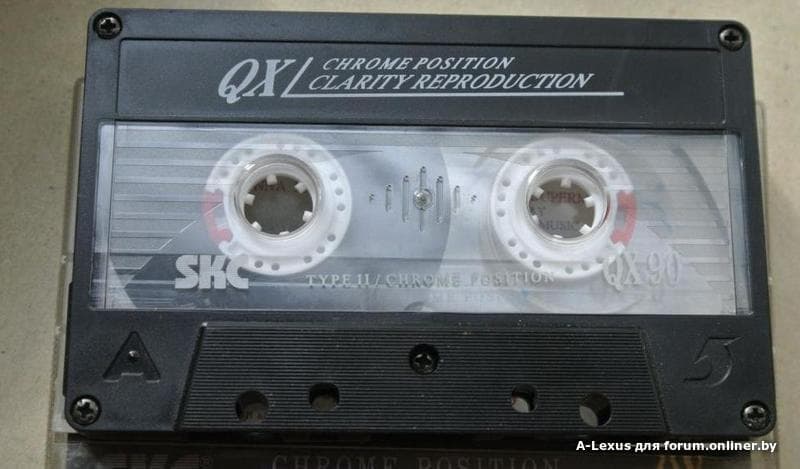 QX/ CHROME POSITION
CLARITY REPRODUCTION
SKC
TYPE II / CHROME POSITION
QX 90
A
A-Lexus для forum.onliner.by
SKC CHROME POSITION